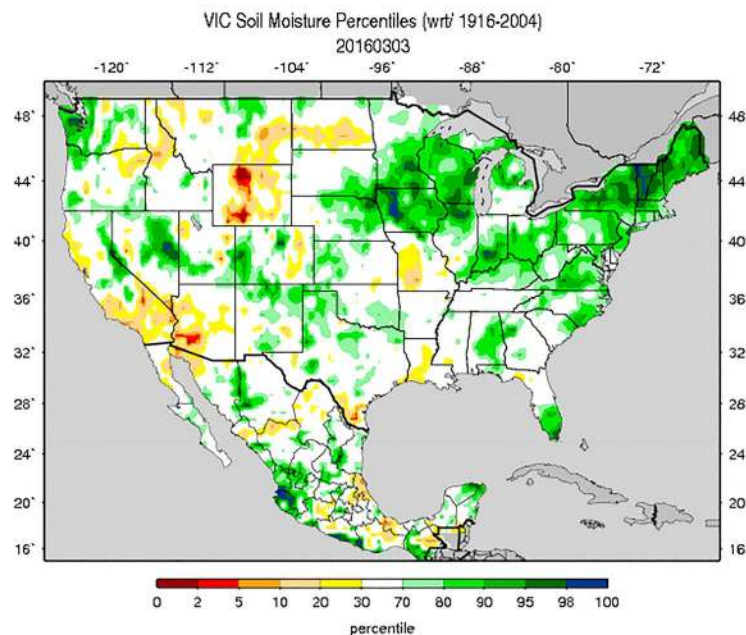 VIC Soil Moisture Percentiles (wrt/ 1916-2004)
20160303
-120˚ -112˚ -104˚ -96˚ -88˚ -80˚ -72˚
48˚ 48˚
44˚ 44˚
40˚ 40˚
36˚ 36˚
32˚ 32˚
28˚ 28˚
24˚ 24˚
20˚ 20˚
16˚ 16˚
0 2 5 10 20 30 70 80 90 95 98 100
percentile